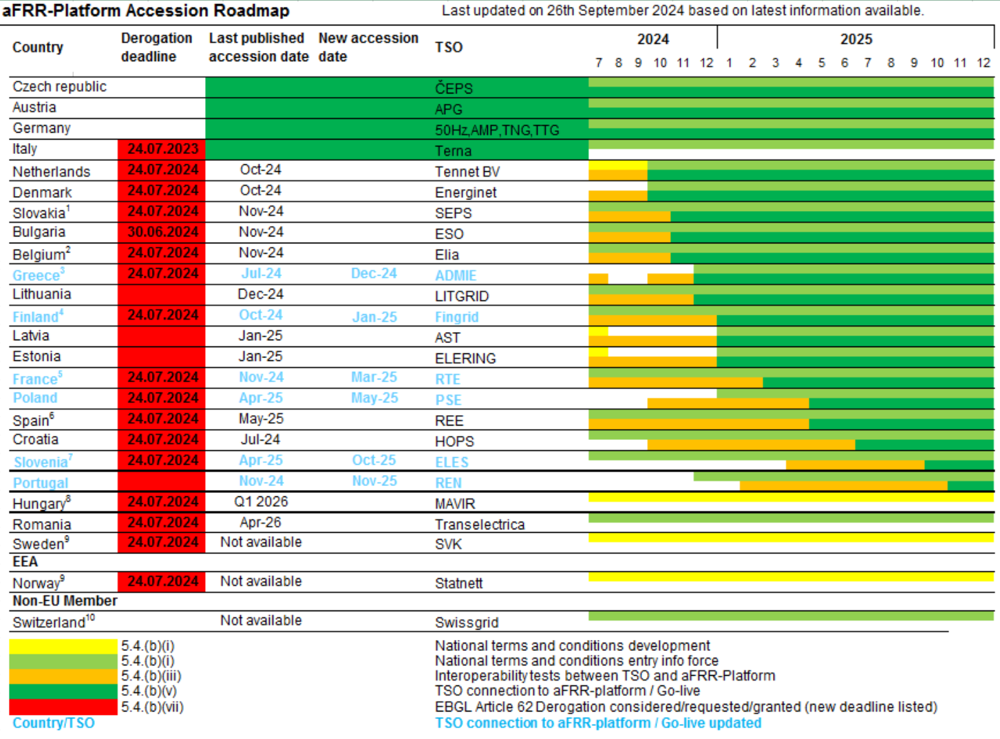 aFRR-Platform Accession Roadmap Last updated on 26th September 2024 based on latest information available.
Country Derogation deadline Last published accession date New accession date TSO 2024 2025
7 8 9 10 11 12 1 2 3 4 5 6 7 8 9 10 11 12
Czech republic ČEPS
Austria APG
Germany 50Hz,AMP,TNG,TTG
Italy 24.07.2023 Terna
Netherlands 24.07.2024 Oct-24 Tennet BV
Denmark 24.07.2024 Oct-24 Energinet
Slovakia¹ 24.07.2024 Nov-24 SEPS
Bulgaria 30.06.2024 Nov-24 ESO
Belgium² 24.07.2024 Nov-24 Elia
Greece³ 24.07.2024 Jul-24 Dec-24 ADMIE
Lithuania Dec-24 LITGRID
Finland⁴ 24.07.2024 Oct-24 Jan-25 Fingrid
Latvia Jan-25 AST
Estonia Jan-25 ELERING
France⁵ 24.07.2024 Nov-24 Mar-25 RTE
Poland 24.07.2024 Apr-25 May-25 PSE
Spain⁶ 24.07.2024 May-25 REE
Croatia 24.07.2024 Jul-24 HOPS
Slovenia⁷ 24.07.2024 Apr-25 Oct-25 ELES
Portugal Nov-24 Nov-25 REN
Hungary⁸ 24.07.2024 Q1 2026 MAVIR
Romania 24.07.2024 Apr-26 Transelectrica
Sweden⁹ 24.07.2024 Not available SVK
EEA
Norway⁹ 24.07.2024 Not available Statnett
Non-EU Member
Switzerland¹⁰ Not available Swissgrid
5.4.(b)(i) National terms and conditions development
5.4.(b)(i) National terms and conditions entry info force
5.4.(b)(iii) Interoperability tests between TSO and aFRR-Platform
5.4.(b)(v) TSO connection to aFRR-platform / Go-live
5.4.(b)(vii) EBGL Article 62 Derogation considered/requested/granted (new deadline listed)
Country/TSO TSO connection to aFRR-platform / Go-live updated